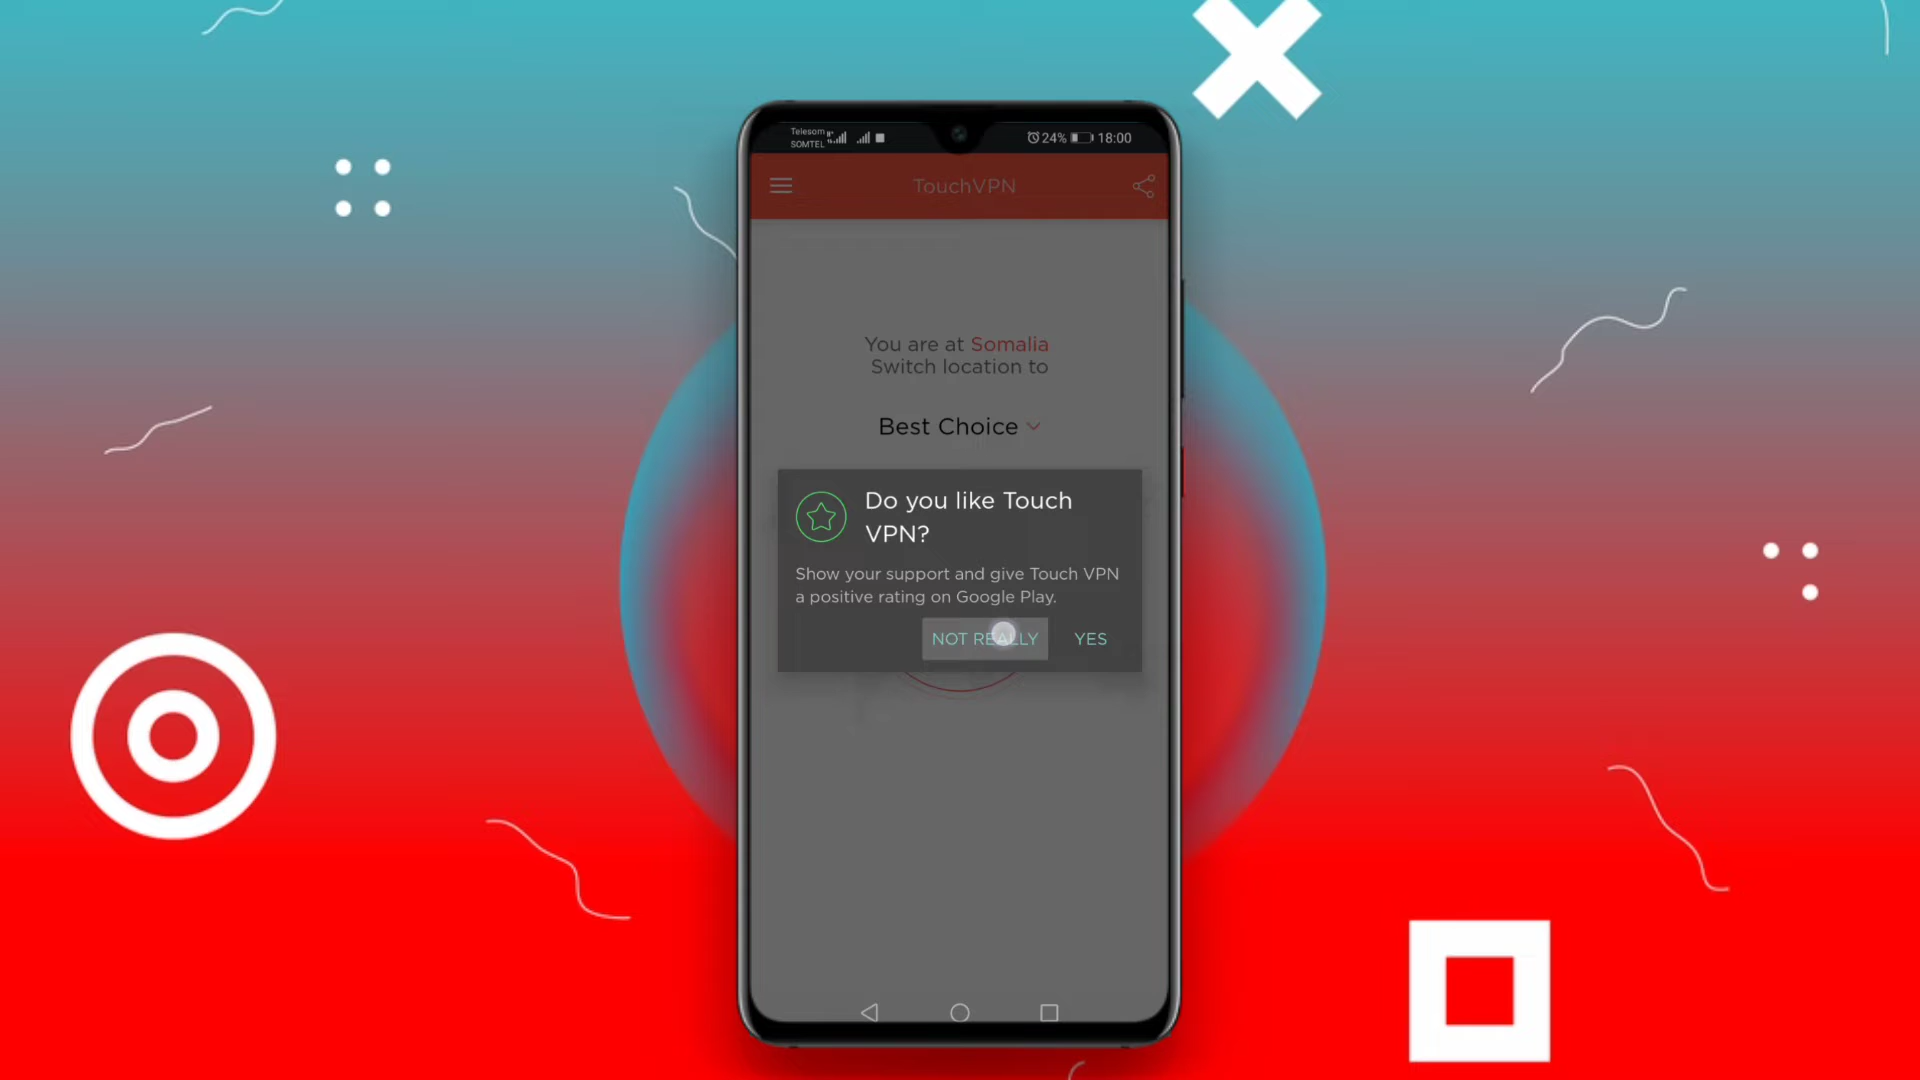 Telesom
SOMTEL
24% 18:00
TouchVPN
You are at Somalia
Switch location to
Best Choice
Do you like Touch
VPN?
Show your support and give Touch VPN
a positive rating on Google Play.
NOT REALLY YES